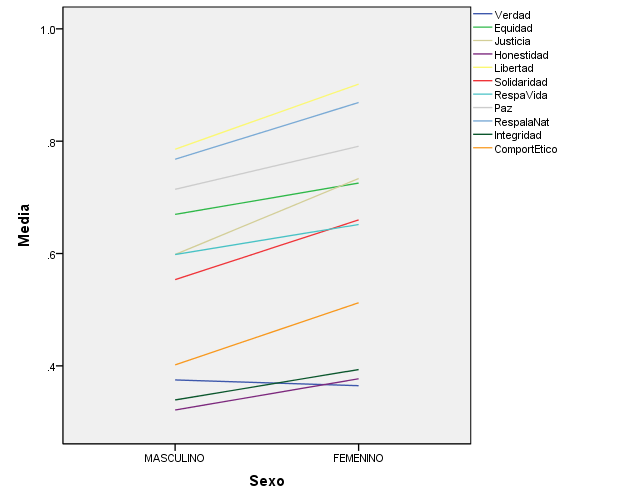 1.0
.8
.6
.4
Media
MASCULINO
FEMENINO
Sexo
Verdad
Equidad
Justicia
Honestidad
Libertad
Solidaridad
RespaVida
Paz
RespalaNat
Integridad
ComportEtico